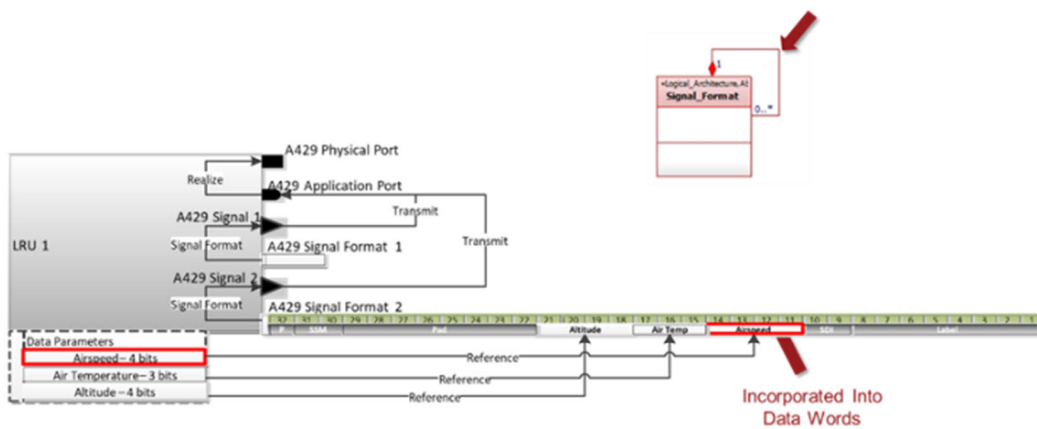 1
«Logical_Architecture,Al
Signal_Format
0..*
A429 Physical Port
Realize
A429 Application Port
Transmit
A429 Signal 1
Transmit
LRU 1
Signal Format
A429 Signal Format 1
A429 Signal 2
Signal Format
A429 Signal Format 2
32 31 30 29 28 27 26 25 24 23 22 21 20 19 18 17 16 15 14 13 12 11 10 9 8 7 6 5 4 3 2 1
P SSM Pad Altitude Air Temp Airspeed SDI Label
Data Parameters
Airspeed– 4 bits
Reference
Air Temperature– 3 bits
Reference
Altitude – 4 bits
Reference
Incorporated Into
Data Words